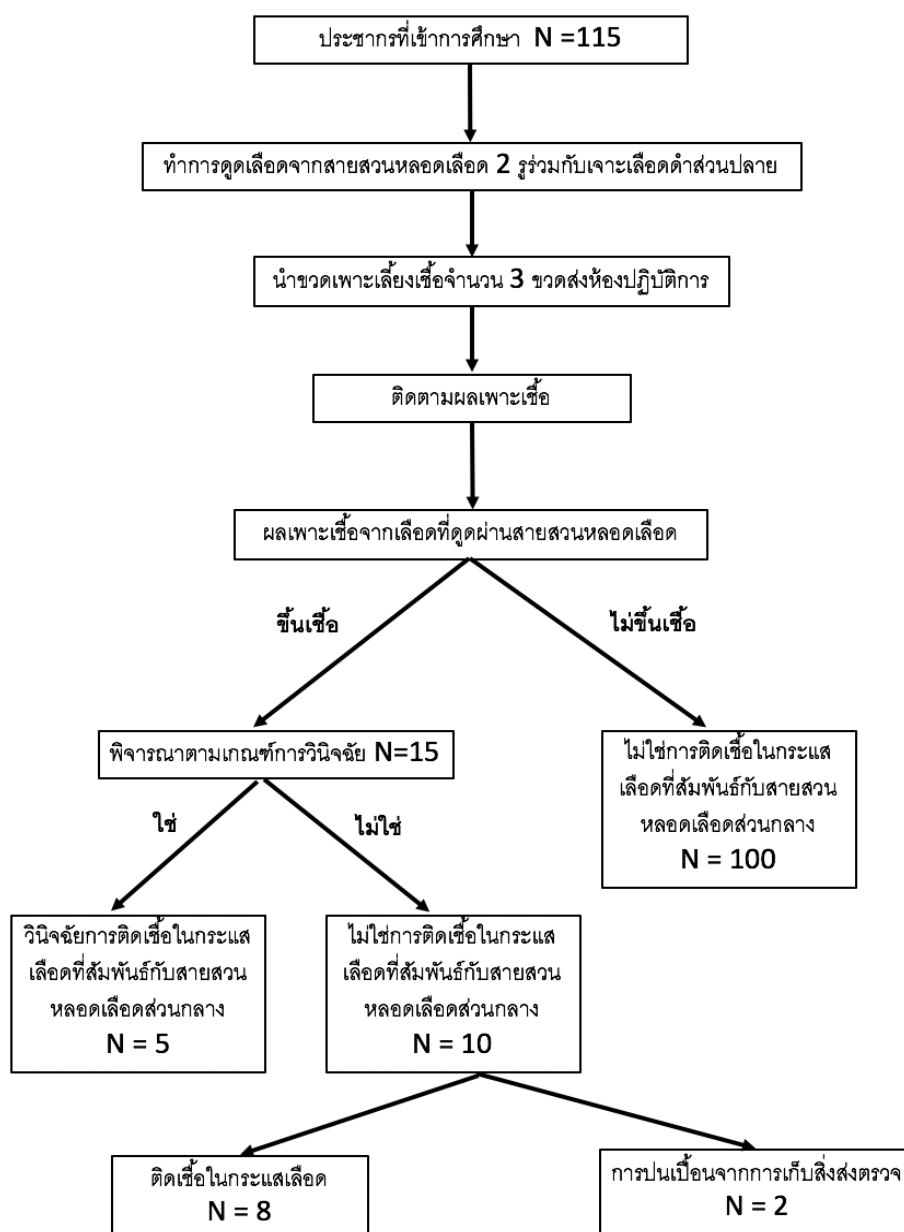 ประชากรที่เข้าการศึกษา N =115
ทำการดูดเลือดจากสายสวนหลอดเลือด 2 รูร่วมกับเจาะเลือดดำส่วนปลาย
นำขวดเพาะเลี้ยงเชื้อจำนวน 3 ขวดส่งห้องปฏิบัติการ
ติดตามผลเพาะเชื้อ
ผลเพาะเชื้อจากเลือดที่ดูดผ่านสายสวนหลอดเลือด
ขึ้นเชื้อ
ไม่ขึ้นเชื้อ
พิจารณาตามเกณฑ์การวินิจฉัย N=15
ไม่ใช่การติดเชื้อในกระแส
เลือดที่สัมพันธ์กับสายสวน
หลอดเลือดส่วนกลาง
N = 100
ใช่
ไม่ใช่
วินิจฉัยการติดเชื้อในกระแส
เลือดที่สัมพันธ์กับสายสวน
หลอดเลือดส่วนกลาง
N = 5
ไม่ใช่การติดเชื้อในกระแส
เลือดที่สัมพันธ์กับสายสวน
หลอดเลือดส่วนกลาง
N = 10
ติดเชื้อในกระแสเลือด
N = 8
การปนเปื้อนจากการเก็บสิ่งส่งตรวจ
N = 2